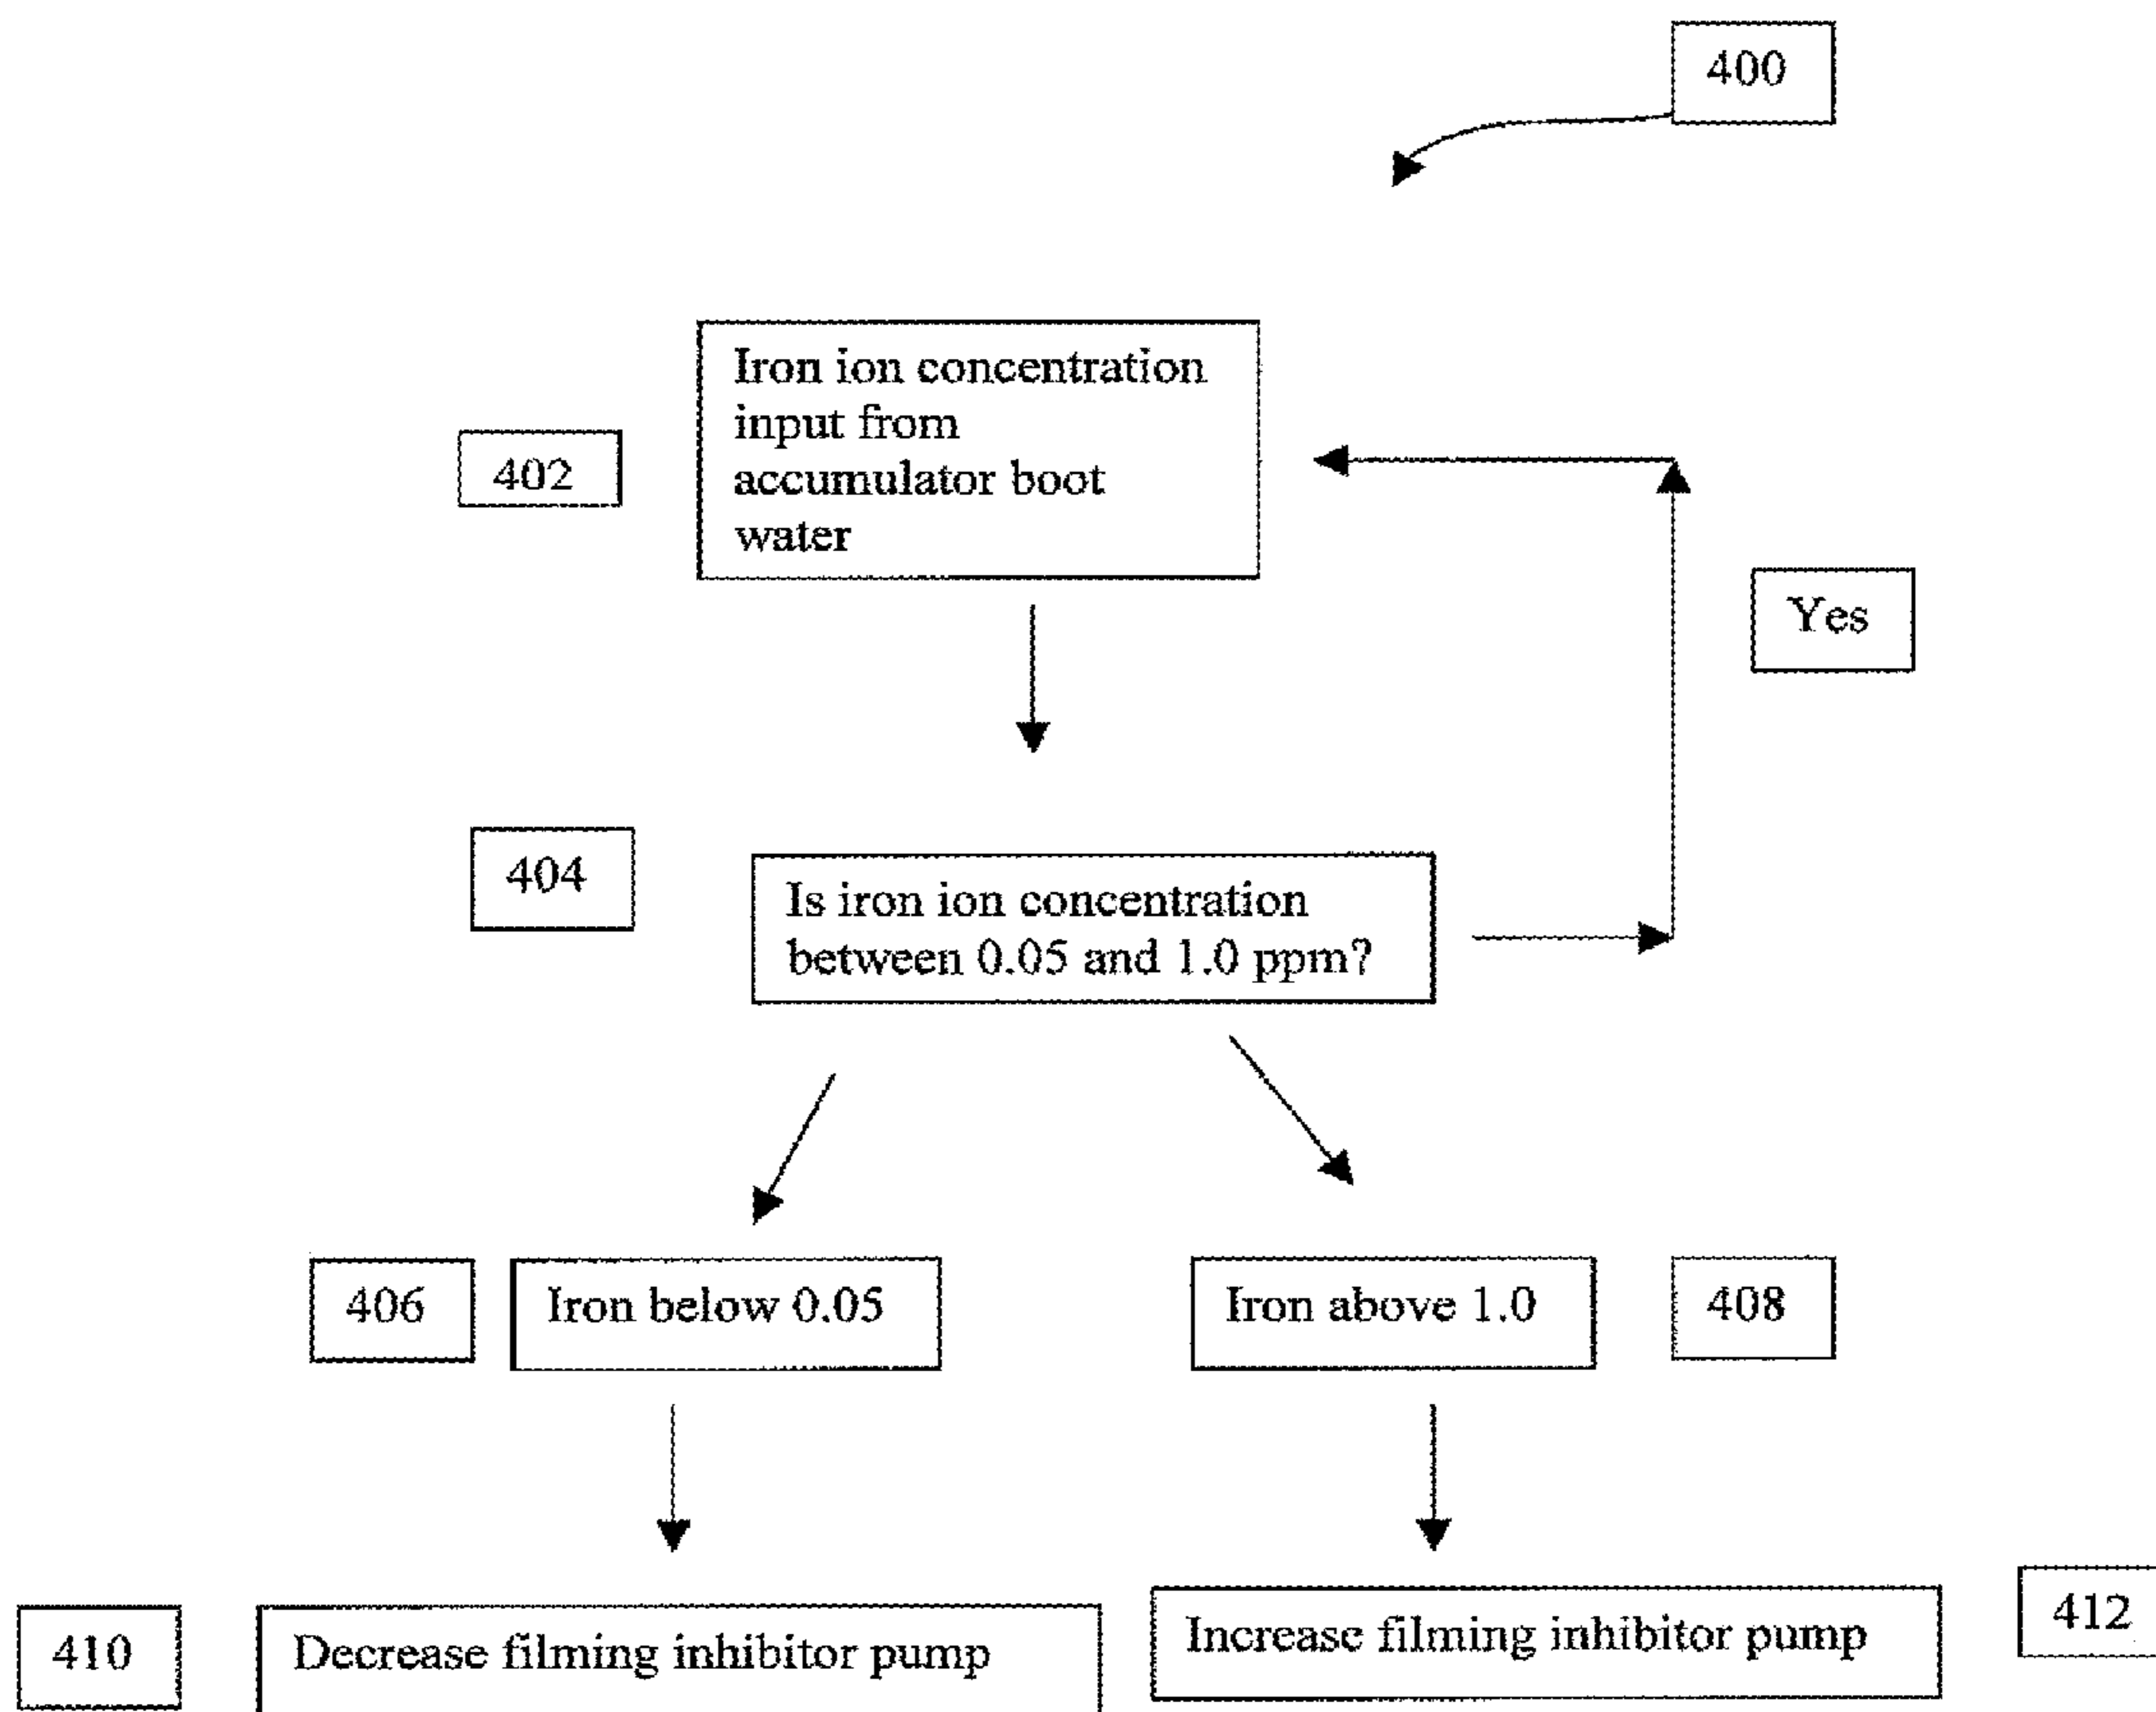 400
Iron ion concentration
input from
accumulator boot
water
402
Yes
404
Is iron ion concentration
between 0.05 and 1.0 ppm?
406
Iron below 0.05
Iron above 1.0
408
410
Decrease filming inhibitor pump
Increase filming inhibitor pump
412